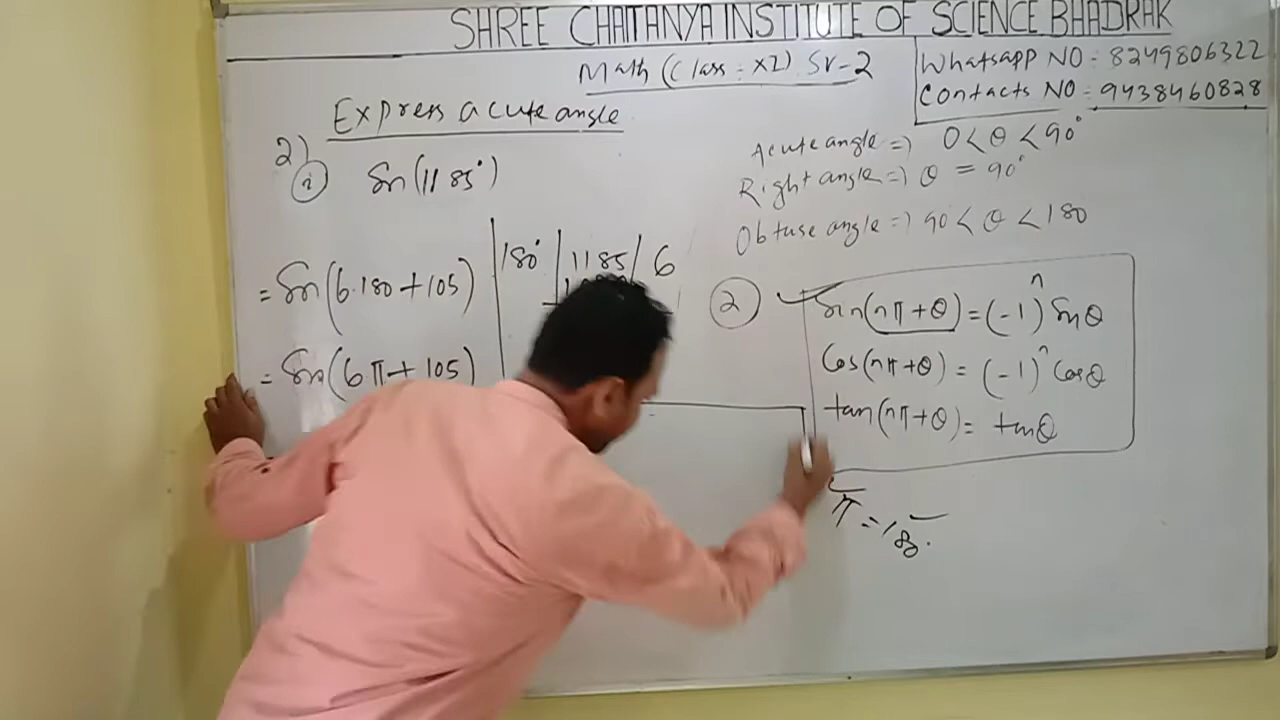 SHREE CHAITANYA INSTITUTE OF SCIENCE BHADRAK
Math (Class : XI) Sr-2
Whatsapp NO : 8249806322
Contacts NO : 9438460828
Express acute angle
2)
i) Sin(1185°)
= Sin(6.180+105)
= Sin(6π+105)
180° | 1185 | 6
Acute angle => 0<θ<90°
Right angle => θ = 90°
Obtuse angle => 90<θ<180
2
Sin(nπ+θ) = (-1)ⁿ Sinθ
Cos(nπ+θ) = (-1)ⁿ Cosθ
tan(nπ+θ) = tanθ
π = 180